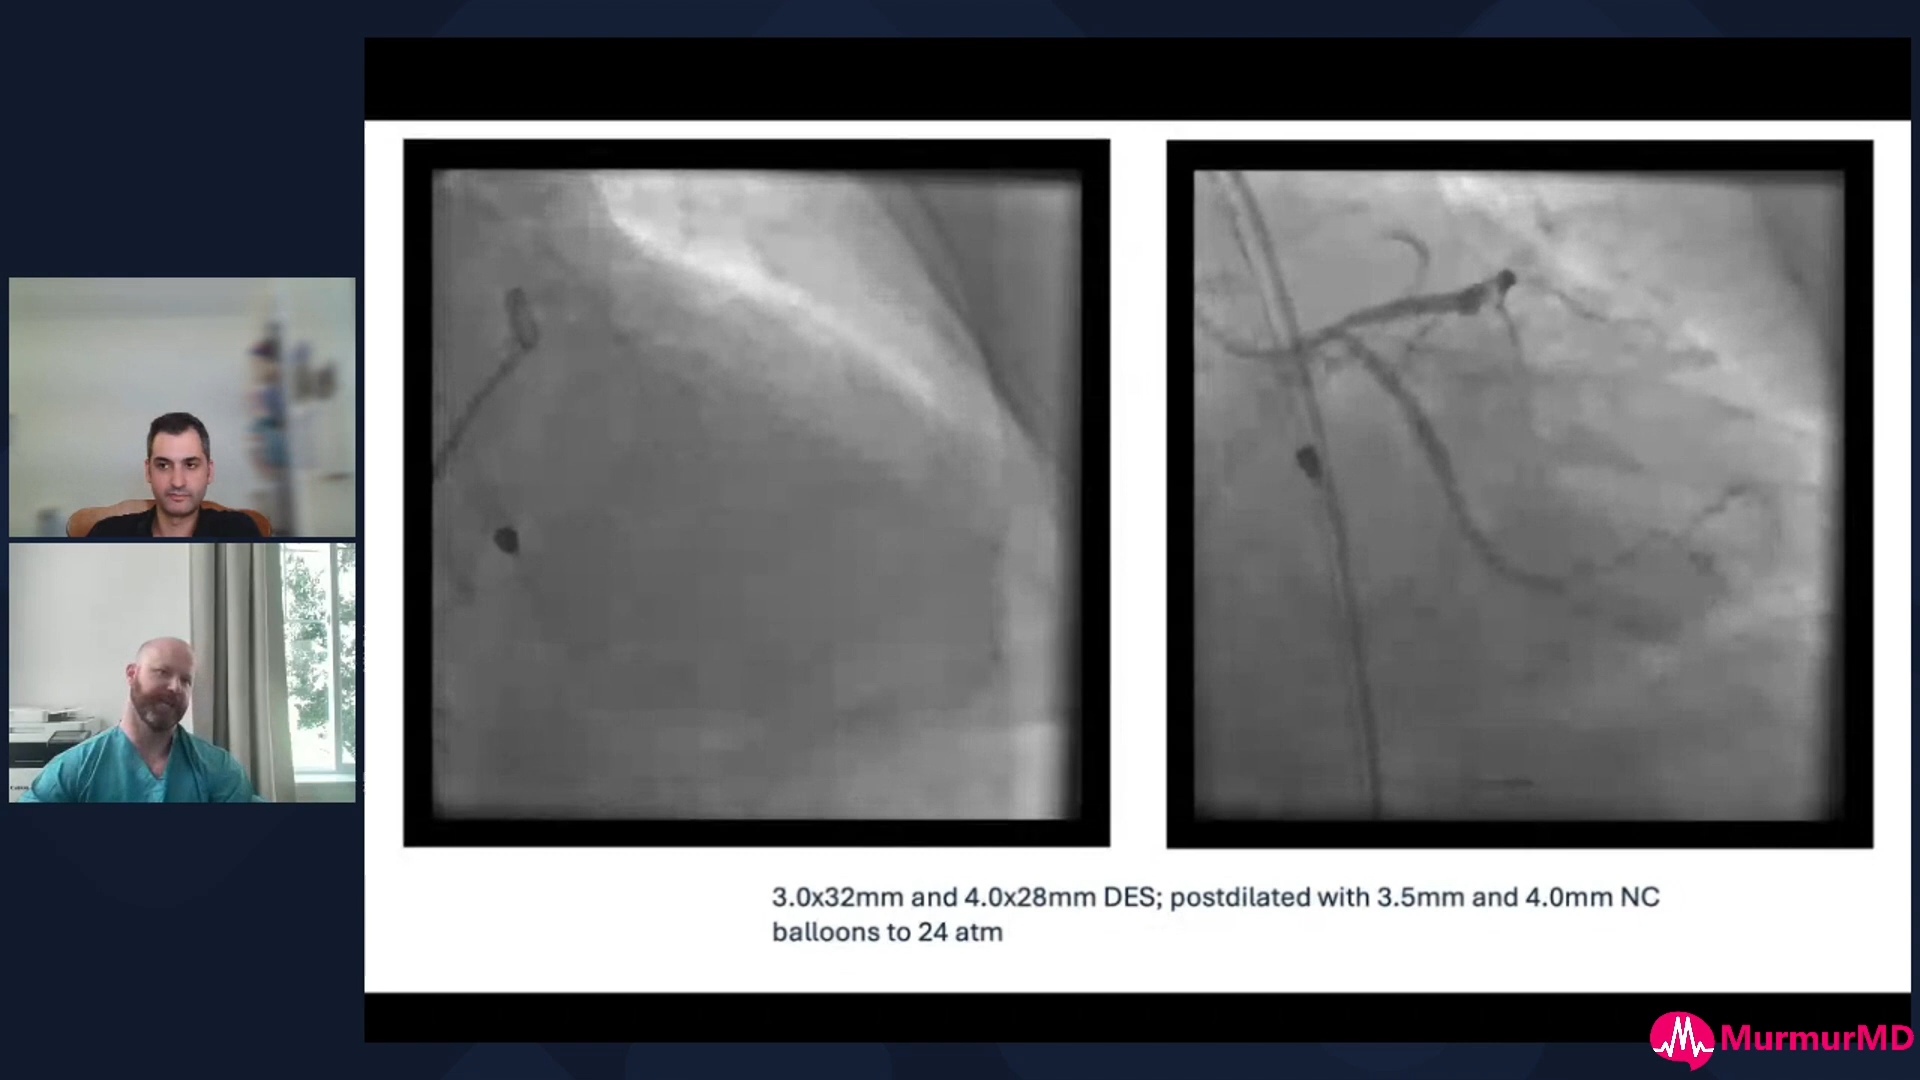 3.0x32mm and 4.0x28mm DES; postdilated with 3.5mm and 4.0mm NC
balloons to 24 atm
MurmurMD